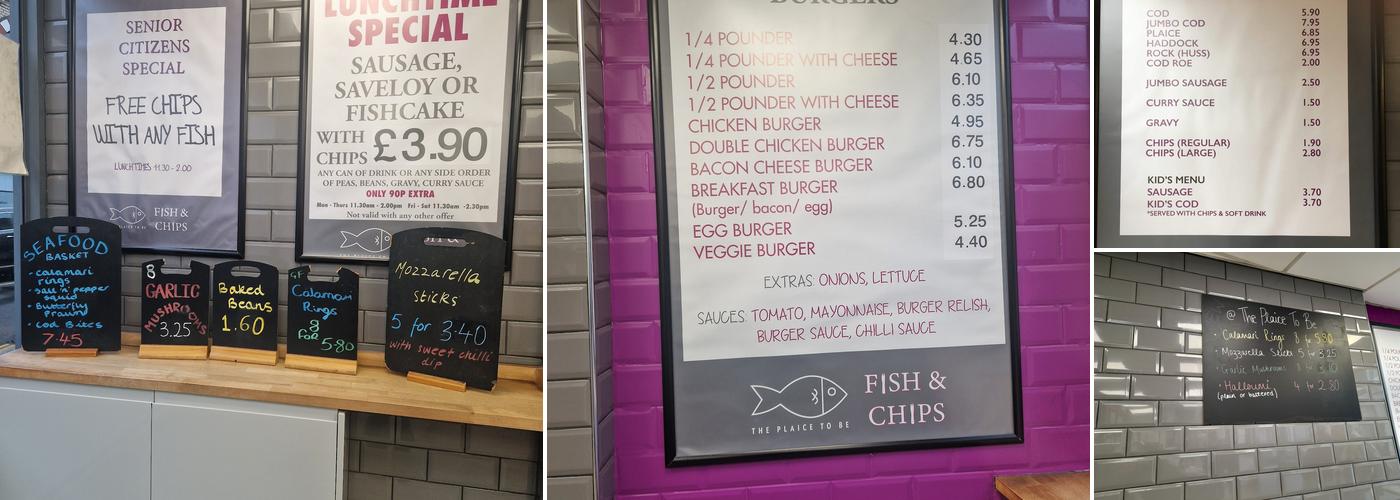 SENIOR
CITIZENS
SPECIAL
FREE CHIPS
WITH ANY FISH
LUNCHTIMES 11.30 - 2.00
FISH &
CHIPS
LUNCHTIME
SPECIAL
SAUSAGE,
SAVELOY OR
FISHCAKE
WITH
CHIPS £3.90
ANY CAN OF DRINK OR ANY SIDE ORDER
OF PEAS, BEANS, GRAVY, CURRY SAUCE
ONLY 90P EXTRA
Mon - Thurs 11.30am - 2.00pm Fri - Sat 11.30am - 2.30pm
Not valid with any other offer
SEAFOOD
BASKET
- calamari
rings
- salt n' pepper
squid
- Butterfly
Prawns
- Cod Bites
7.45
8
GARLIC
MUSHROOMS
3.25
Baked
Beans
1.60
GF
Calamari
Rings
8
FOR 5.80
Mozzarella
sticks
5 for 3.40
with sweet chilli
dip
BURGERS
1/4 POUNDER 4.30
1/4 POUNDER WITH CHEESE 4.65
1/2 POUNDER 6.10
1/2 POUNDER WITH CHEESE 6.35
CHICKEN BURGER 4.95
DOUBLE CHICKEN BURGER 6.75
BACON CHEESE BURGER 6.10
BREAKFAST BURGER 6.80
(Burger/ bacon/ egg)
EGG BURGER 5.25
VEGGIE BURGER 4.40
EXTRAS: ONIONS, LETTUCE
SAUCES: TOMATO, MAYONNAISE, BURGER RELISH,
BURGER SAUCE, CHILLI SAUCE
THE PLAICE TO BE
FISH &
CHIPS
COD 5.90
JUMBO COD 7.95
PLAICE 6.85
HADDOCK 6.95
ROCK (HUSS) 6.95
COD ROE 2.00
JUMBO SAUSAGE 2.50
CURRY SAUCE 1.50
GRAVY 1.50
CHIPS (REGULAR) 1.90
CHIPS (LARGE) 2.80
KID'S MENU
SAUSAGE 3.70
KID'S COD 3.70
*SERVED WITH CHIPS & SOFT DRINK
@ The Plaice To Be
• Calamari Rings 8 for 5.50
• Mozzarella Sticks 5 for 3.25
• Garlic Mushrooms 8
• Halloumi 4 for 2.80
(plain or battered)